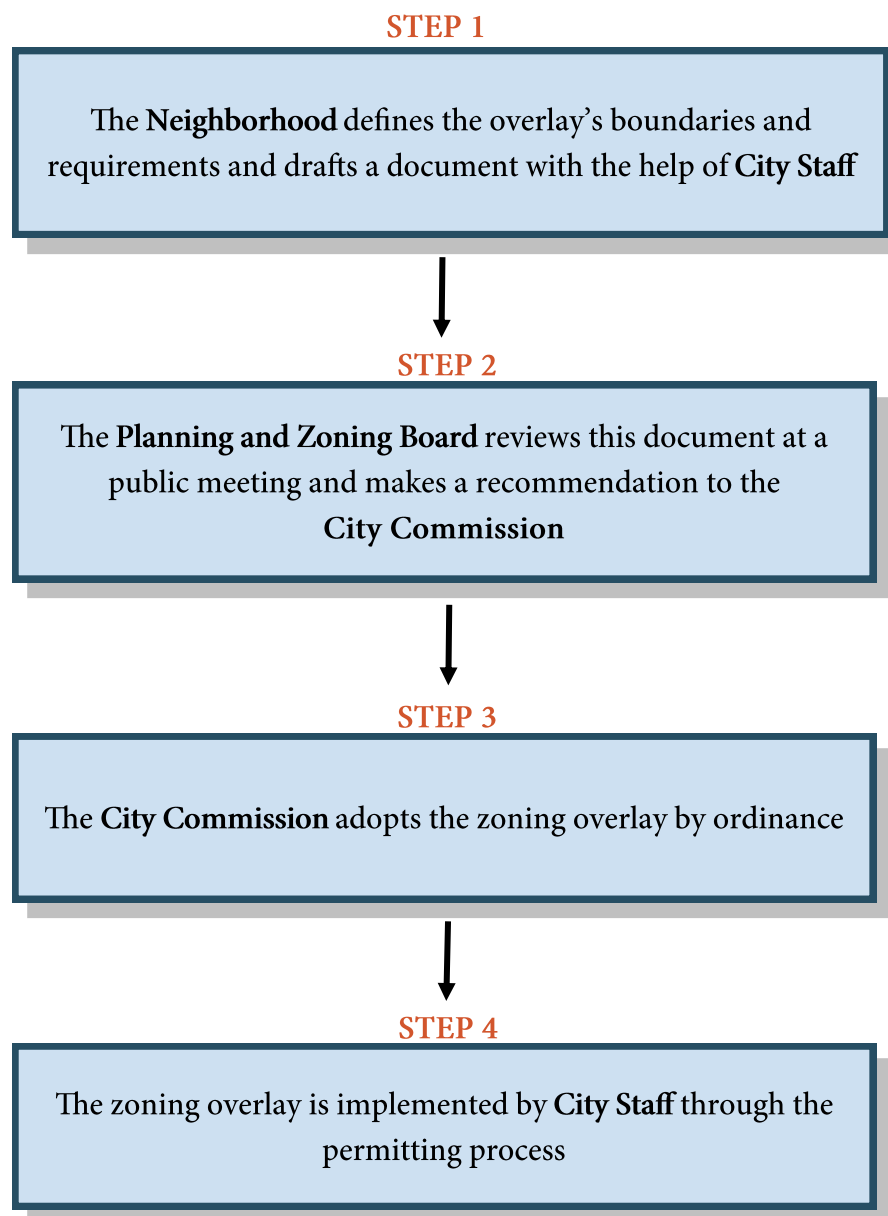 STEP 1
The Neighborhood defines the overlay’s boundaries and
requirements and drafts a document with the help of City Staff
STEP 2
The Planning and Zoning Board reviews this document at a
public meeting and makes a recommendation to the
City Commission
STEP 3
The City Commission adopts the zoning overlay by ordinance
STEP 4
The zoning overlay is implemented by City Staff through the
permitting process